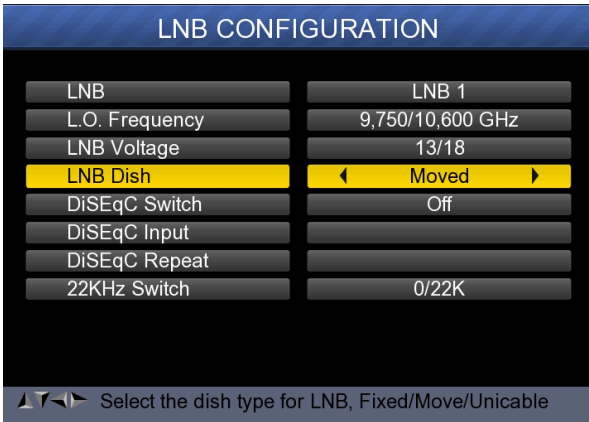 LNB CONFIGURATION
LNB LNB 1
L.O. Frequency 9,750/10,600 GHz
LNB Voltage 13/18
LNB Dish Moved
DiSEqC Switch Off
DiSEqC Input
DiSEqC Repeat
22KHz Switch 0/22K
Select the dish type for LNB, Fixed/Move/Unicable